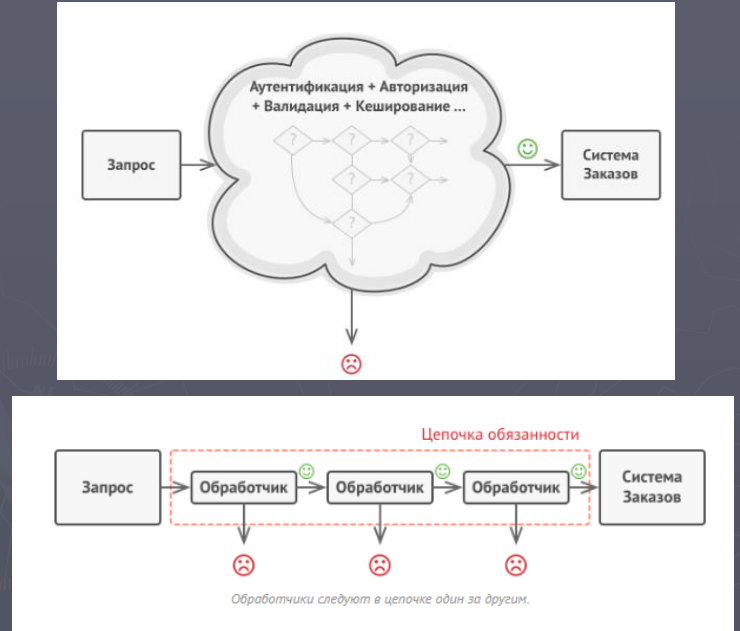 Аутентификация + Авторизация
+ Валидация + Кеширование ...
? ? ?
Запрос
? ?
Система
Заказов
?
Цепочка обязанности
Запрос
Обработчик
Обработчик
Обработчик
Система
Заказов
Обработчики следуют в цепочке один за другим.